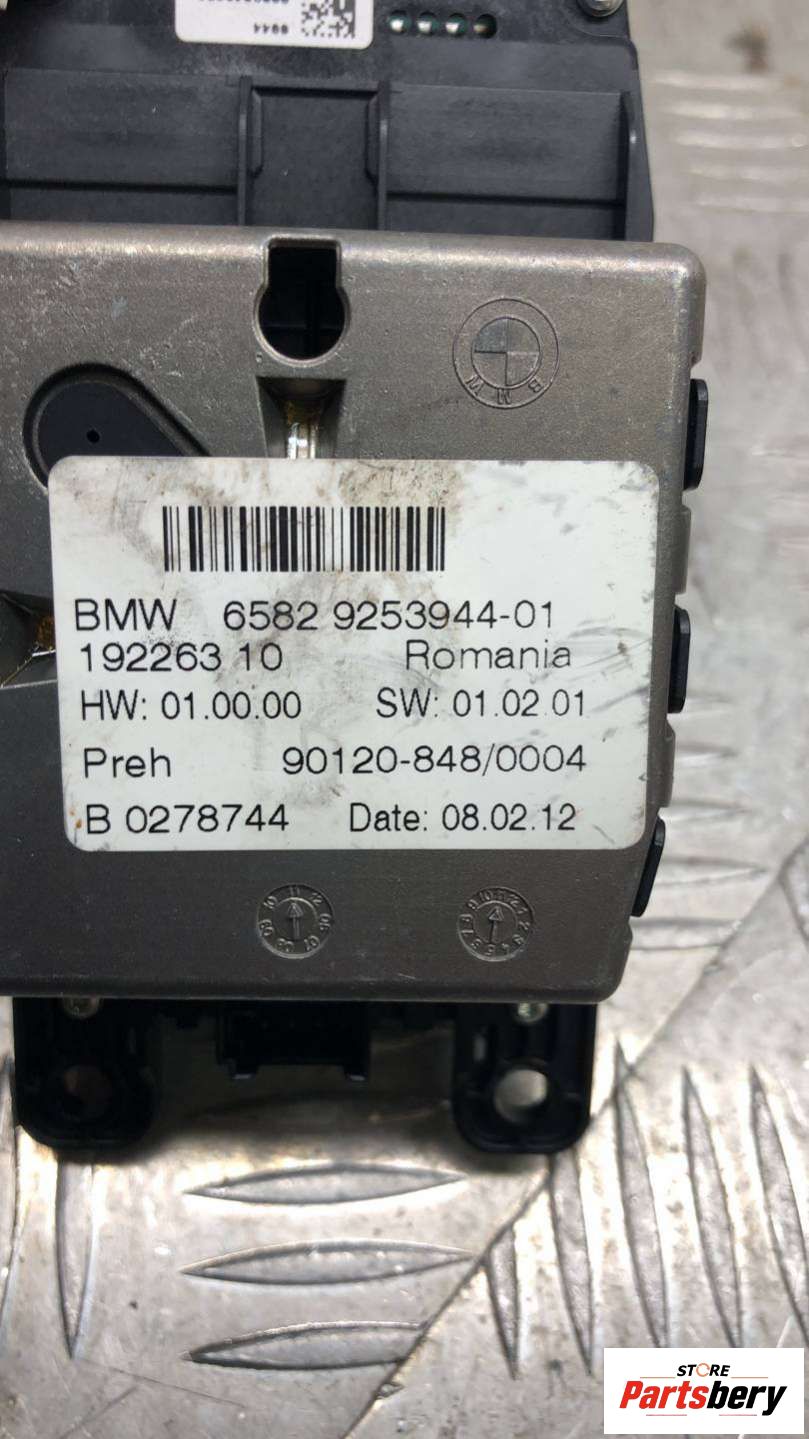 BMW
BMW 6582 9253944-01
192263 10 Romania
HW: 01.00.00 SW: 01.02.01
Preh 90120-848/0004
B 0278744 Date: 08.02.12
STORE
Partsbery